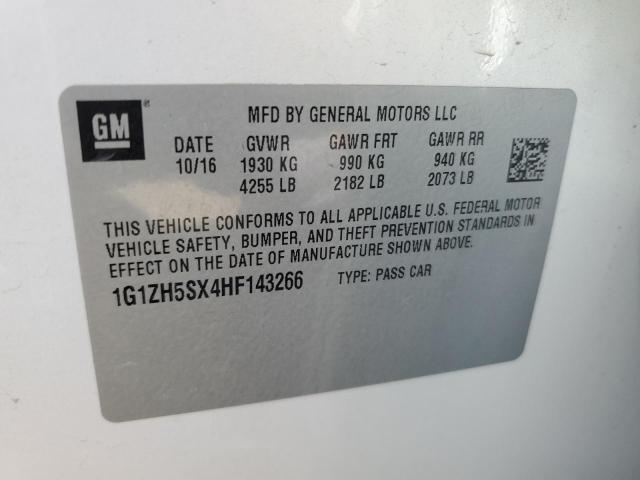 GM®
MFD BY GENERAL MOTORS LLC
DATE GVWR GAWR FRT GAWR RR
10/16 1930 KG 990 KG 940 KG
4255 LB 2182 LB 2073 LB
THIS VEHICLE CONFORMS TO ALL APPLICABLE U.S. FEDERAL MOTOR
VEHICLE SAFETY, BUMPER, AND THEFT PREVENTION STANDARDS IN
EFFECT ON THE DATE OF MANUFACTURE SHOWN ABOVE.
1G1ZH5SX4HF143266 TYPE: PASS CAR